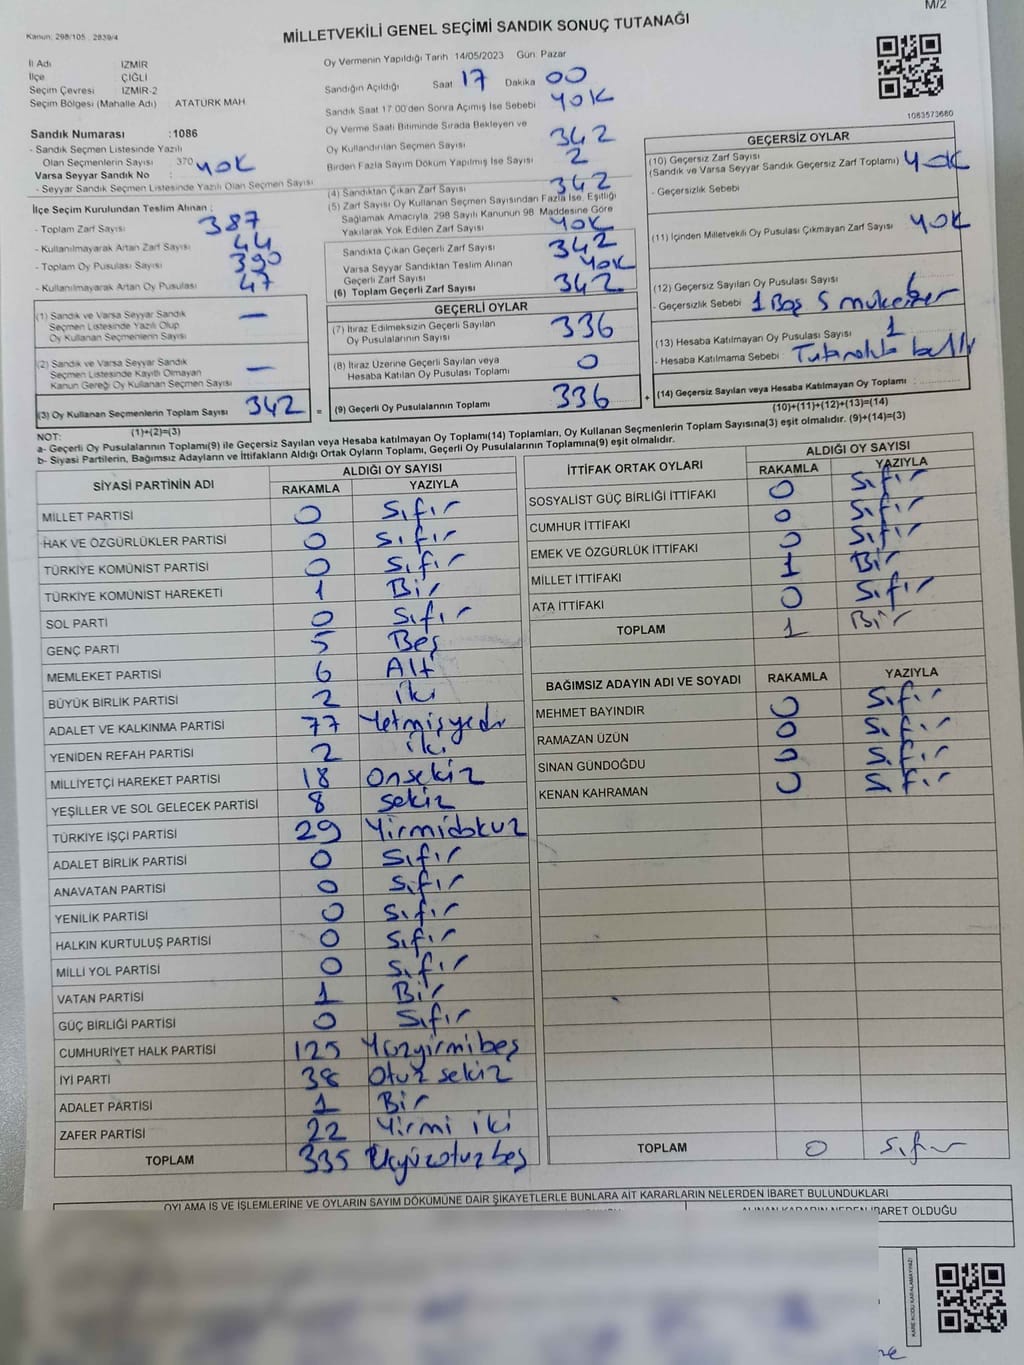 M/2
Kanun: 298/105 , 2839/4
MİLLETVEKİLİ GENEL SEÇİMİ SANDIK SONUÇ TUTANAĞI
İl Adı İZMİR
İlçe ÇİĞLİ
Seçim Çevresi İZMİR-2
Seçim Bölgesi (Mahalle Adı) ATATÜRK MAH.
Sandık Numarası :1086
- Sandık Seçmen Listesinde Yazılı
Olan Seçmenlerin Sayısı : 370
Varsa Seyyar Sandık No : YOK
- Seyyar Sandık Seçmen Listesinde Yazılı Olan Seçmen Sayısı
İlçe Seçim Kurulundan Teslim Alınan ;
- Toplam Zarf Sayısı 387
- Kullanılmayarak Artan Zarf Sayısı 44
- Toplam Oy Pusulası Sayısı 390
- Kullanılmayarak Artan Oy Pusulası 47
(1) Sandık ve Varsa Seyyar Sandık
Seçmen Listesinde Yazılı Olup
Oy Kullanan Seçmenlerin Sayısı —
(2) Sandık ve Varsa Seyyar Sandık
Seçmen Listesinde Kayıtlı Olmayan
Kanun Gereği Oy Kullanan Seçmen Sayısı —
(3) Oy Kullanan Seçmenlerin Toplam Sayısı 342 =
(1)+(2)=(3)
Oy Vermenin Yapıldığı Tarih 14/05/2023 Gün: Pazar
Sandığın Açıldığı Saat 17 Dakika 00
Sandık Saat 17:00'den Sonra Açımış İse Sebebi YOK
Oy Verme Saati Bitiminde Sırada Bekleyen ve
Oy Kullandırılan Seçmen Sayısı 342
Birden Fazla Sayım Döküm Yapılmış İse Sayısı 2
(4) Sandıktan Çıkan Zarf Sayısı 342
(5) Zarf Sayısı Oy Kullanan Seçmen Sayısından Fazla İse, Eşitliği
Sağlamak Amacıyla, 298 Sayılı Kanunun 98. Maddesine Göre
Yakılarak Yok Edilen Zarf Sayısı YOK
Sandıkta Çıkan Geçerli Zarf Sayısı 342
Varsa Seyyar Sandıktan Teslim Alınan
Geçerli Zarf Sayısı YOK
(6) Toplam Geçerli Zarf Sayısı 342
GEÇERLİ OYLAR
(7) İtiraz Edilmeksizin Geçerli Sayılan
Oy Pusulalarının Sayısı 336
(8) İtiraz Üzerine Geçerli Sayılan veya
Hesaba Katılan Oy Pusulası Toplamı 0
(9) Geçerli Oy Pusulalarının Toplamı 336 +
1083573680
GEÇERSİZ OYLAR
(10) Geçersiz Zarf Sayısı
(Sandık ve Varsa Seyyar Sandık Geçersiz Zarf Toplamı) YOK
- Geçersizlik Sebebi
(11) İçinden Milletvekili Oy Pusulası Çıkmayan Zarf Sayısı YOK
(12) Geçersiz Sayılan Oy Pusulası Sayısı 6
- Geçersizlik Sebebi 1 Boş 5 mükerrer
(13) Hesaba Katılmayan Oy Pusulası Sayısı 1
- Hesaba Katılmama Sebebi :
(14) Geçersiz Sayılan veya Hesaba Katılmayan Oy Toplamı :
(10)+(11)+(12)+(13)=(14)
NOT:
a- Geçerli Oy Pusulalarının Toplamı(9) ile Geçersiz Sayılan veya Hesaba katılmayan Oy Toplamı(14) Toplamları, Oy Kullanan Seçmenlerin Toplam Sayısına(3) eşit olmalıdır. (9)+(14)=(3)
b- Siyasi Partilerin, Bağımsız Adayların ve İttifakların Aldığı Ortak Oyların Toplamı, Geçerli Oy Pusulalarının Toplamına(9) eşit olmalıdır.
SİYASİ PARTİNİN ADI ALDIĞI OY SAYISI
RAKAMLA YAZIYLA
MİLLET PARTİSİ 0 Sıfır
HAK VE ÖZGÜRLÜKLER PARTİSİ 0 Sıfır
TÜRKİYE KOMÜNİST PARTİSİ 0 Sıfır
TÜRKİYE KOMÜNİST HAREKETİ 1 Bir
SOL PARTİ 0 Sıfır
GENÇ PARTİ 5 Beş
MEMLEKET PARTİSİ 6 Altı
BÜYÜK BİRLİK PARTİSİ 2 iki
ADALET VE KALKINMA PARTİSİ 77 Yetmişyedi
YENİDEN REFAH PARTİSİ 2 iki
MİLLİYETÇİ HAREKET PARTİSİ 18 Onsekiz
YEŞİLLER VE SOL GELECEK PARTİSİ 8 Sekiz
TÜRKİYE İŞÇİ PARTİSİ 29 Yirmidokuz
ADALET BİRLİK PARTİSİ 0 Sıfır
ANAVATAN PARTİSİ 0 Sıfır
YENİLİK PARTİSİ 0 Sıfır
HALKIN KURTULUŞ PARTİSİ 0 Sıfır
MİLLİ YOL PARTİSİ 0 Sıfır
VATAN PARTİSİ 1 Bir
GÜÇ BİRLİĞİ PARTİSİ 0 Sıfır
CUMHURİYET HALK PARTİSİ 125 Yüzyirmibeş
İYİ PARTİ 38 Otuz sekiz
ADALET PARTİSİ 1 Bir
ZAFER PARTİSİ 22 Yirmi iki
TOPLAM 335 Üçyüzotuzbeş
İTTİFAK ORTAK OYLARI ALDIĞI OY SAYISI
RAKAMLA YAZIYLA
SOSYALİST GÜÇ BİRLİĞİ İTTİFAKI 0 Sıfır
CUMHUR İTTİFAKI 0 Sıfır
EMEK VE ÖZGÜRLÜK İTTİFAKI 0 Sıfır
MİLLET İTTİFAKI 1 Bir
ATA İTTİFAKI 0 Sıfır
TOPLAM 1 Bir
BAĞIMSIZ ADAYIN ADI VE SOYADI RAKAMLA YAZIYLA
MEHMET BAYINDIR 0 Sıfır
RAMAZAN ÜZÜN 0 Sıfır
SİNAN GÜNDOĞDU 0 Sıfır
KENAN KAHRAMAN 0 Sıfır
TOPLAM 0 Sıfır
OYLAMA İŞ VE İŞLEMLERİNE VE OYLARIN SAYIM DÖKÜMÜNE DAİR ŞİKAYETLERLE BUNLARA AİT KARARLARIN NELERDEN İBARET BULUNDUKLARI
ALINAN KARARIN NEDEN İBARET OLDUĞU
KARE KODU KARALAMAYINIZ!